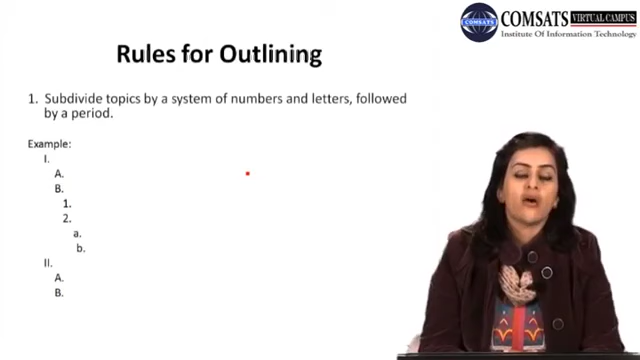 COMSATS VIRTUAL CAMPUS
Institute Of Information Technology
Rules for Outlining
1. Subdivide topics by a system of numbers and letters, followed
by a period.
Example:
I.
A.
B.
1.
2.
a.
b.
II.
A.
B.